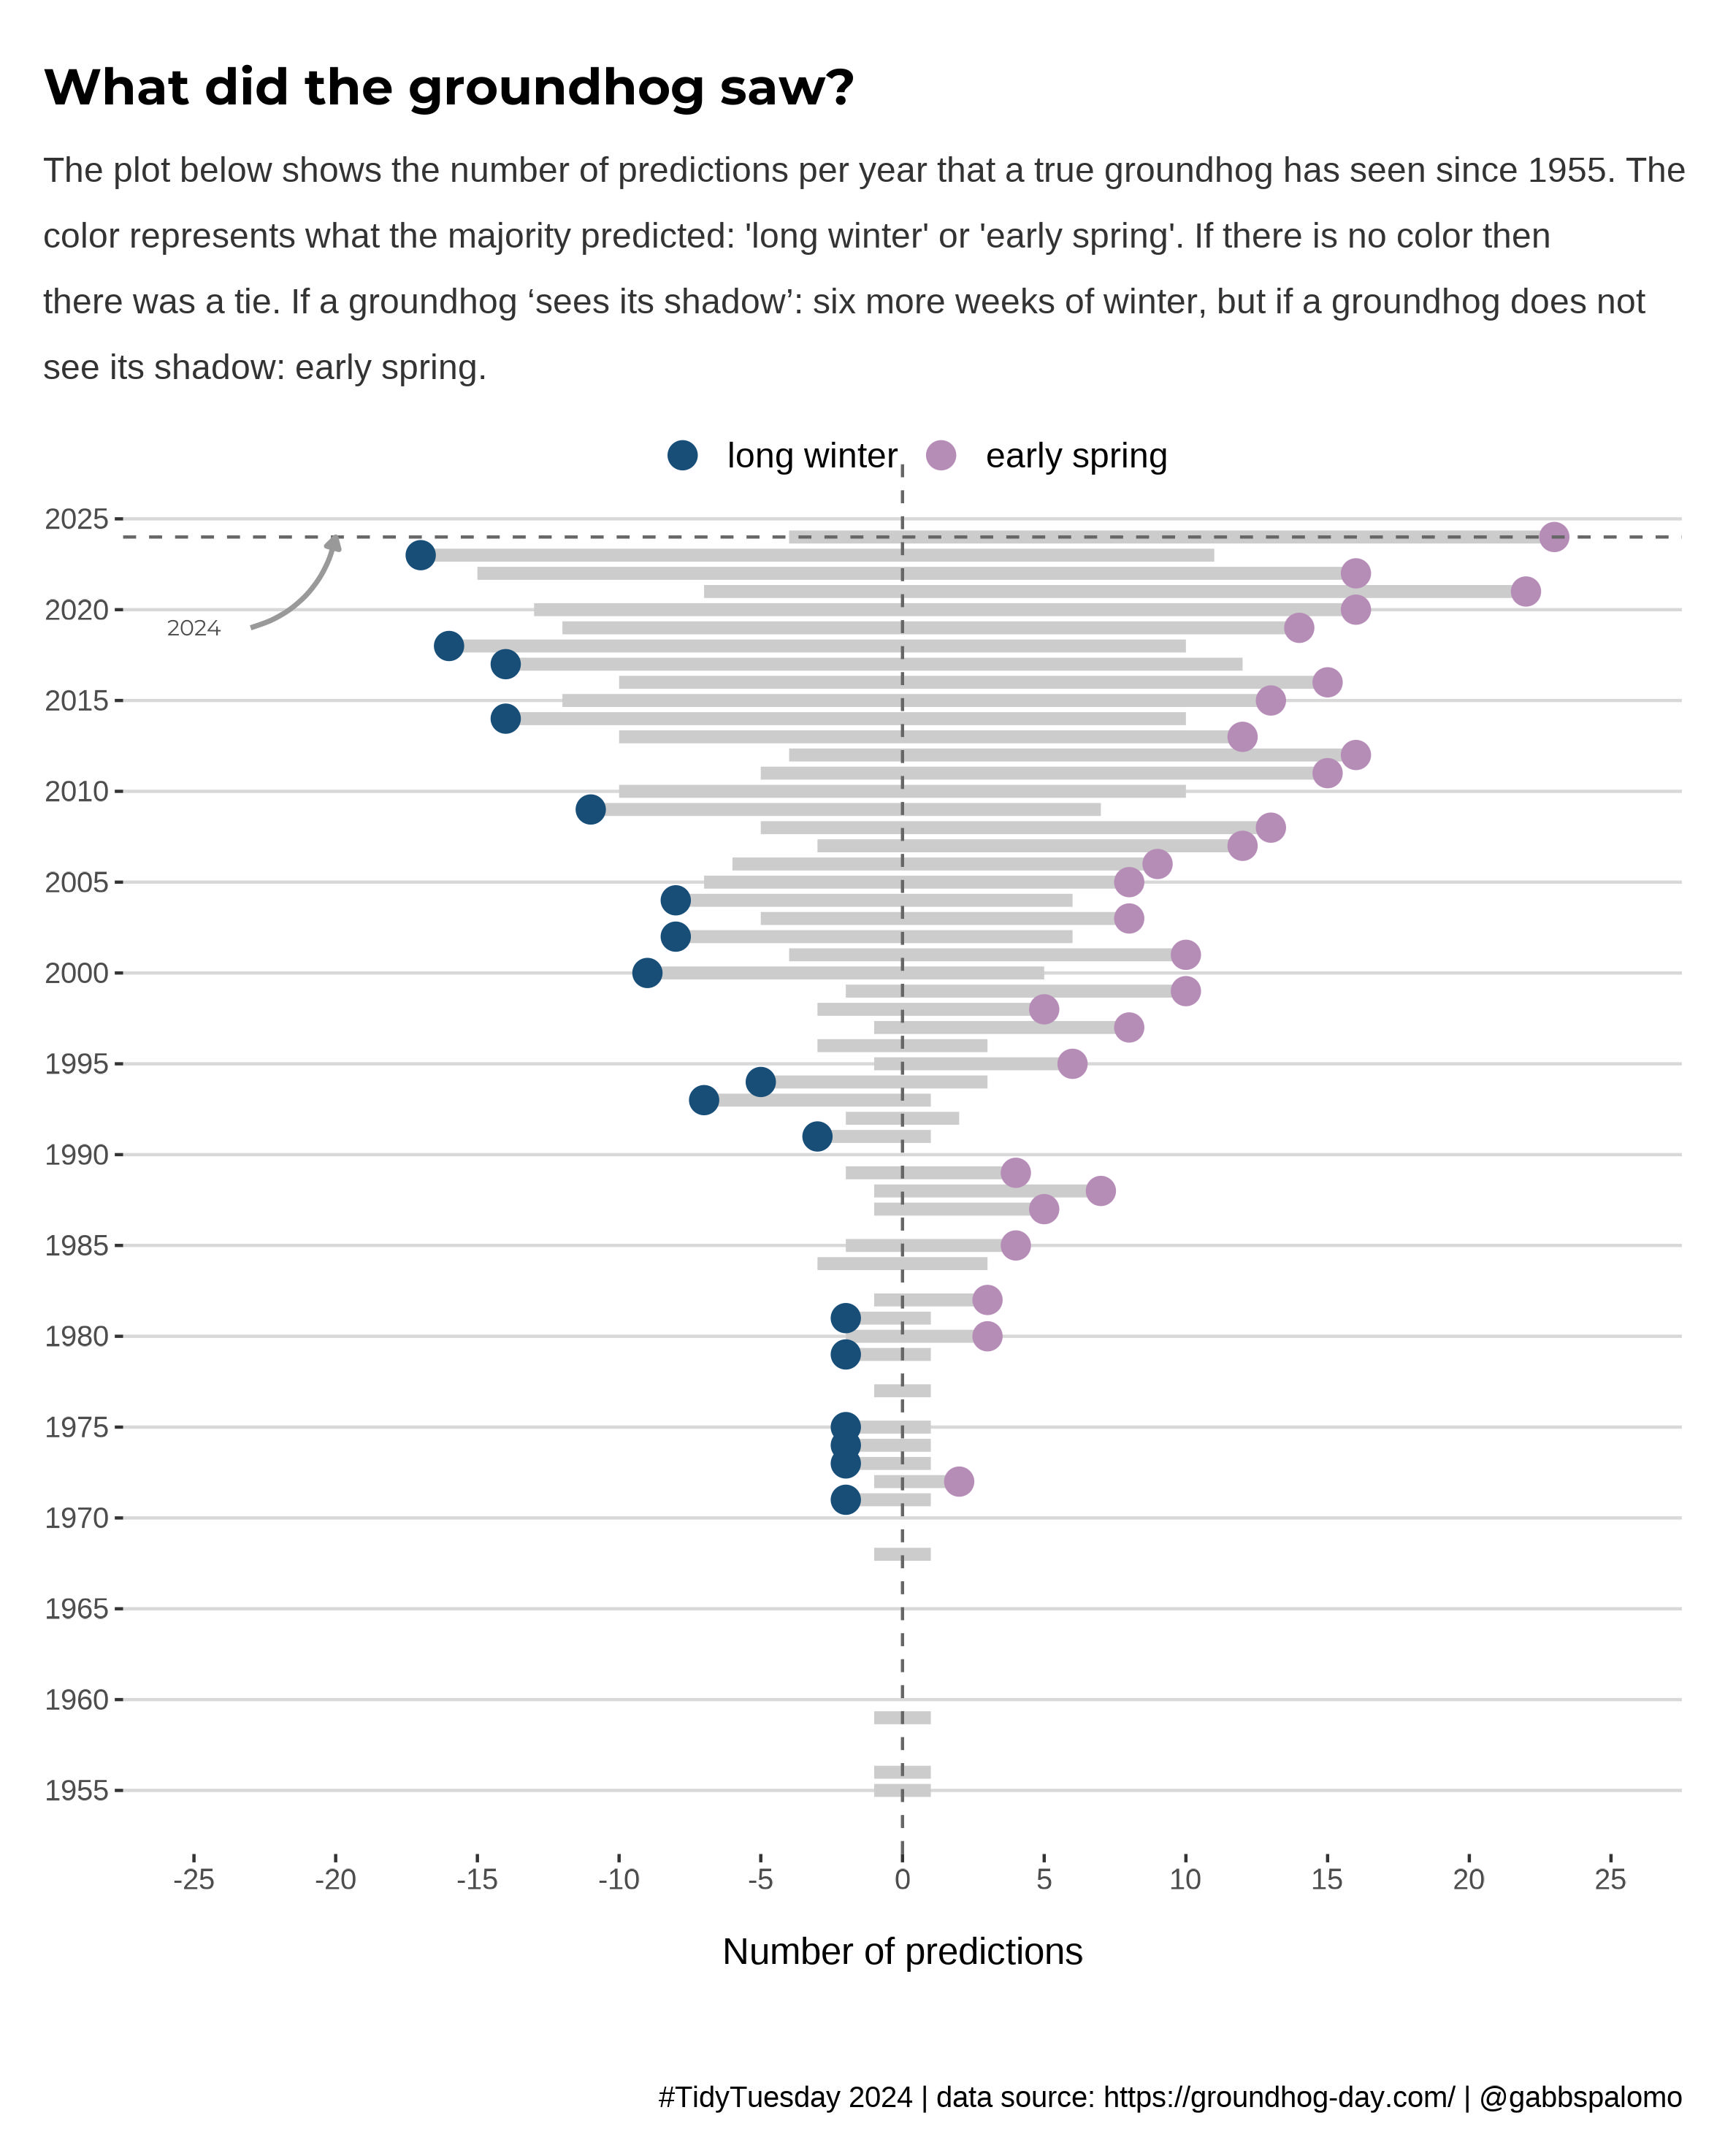 What did the groundhog saw?
The plot below shows the number of predictions per year that a true groundhog has seen since 1955. The
color represents what the majority predicted: 'long winter' or 'early spring'. If there is no color then
there was a tie. If a groundhog ‘sees its shadow’: six more weeks of winter, but if a groundhog does not
see its shadow: early spring.
long winter early spring
2025
2020
2024
2015
2010
2005
2000
1995
1990
1985
1980
1975
1970
1965
1960
1955
-25 -20 -15 -10 -5 0 5 10 15 20 25
Number of predictions
#TidyTuesday 2024 | data source: https://groundhog-day.com/ | @gabbspalomo